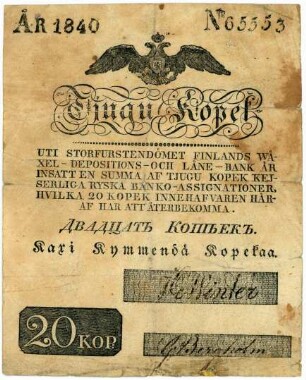 ÅR 1840 No 65553
Tjugu Kopek
UTI STORFURSTENDÖMET FINLANDS WÄ-
XEL-DEPOSITIONS-OCH LÅNE-BANK ÄR
INSATT EN SUMMA AF TJUGU KOPEK KEJ-
SERLIGA RYSKA BANKO-ASSIGNATIONER,
HVILKA 20 KOPEK INNEHAFVAREN HÄR-
AF HAR ATT ÅTERBEKOMMA.
Двадцать Копѣекъ.
Kaxi Kymmendä Kopekaa.
Winter
20 KOP